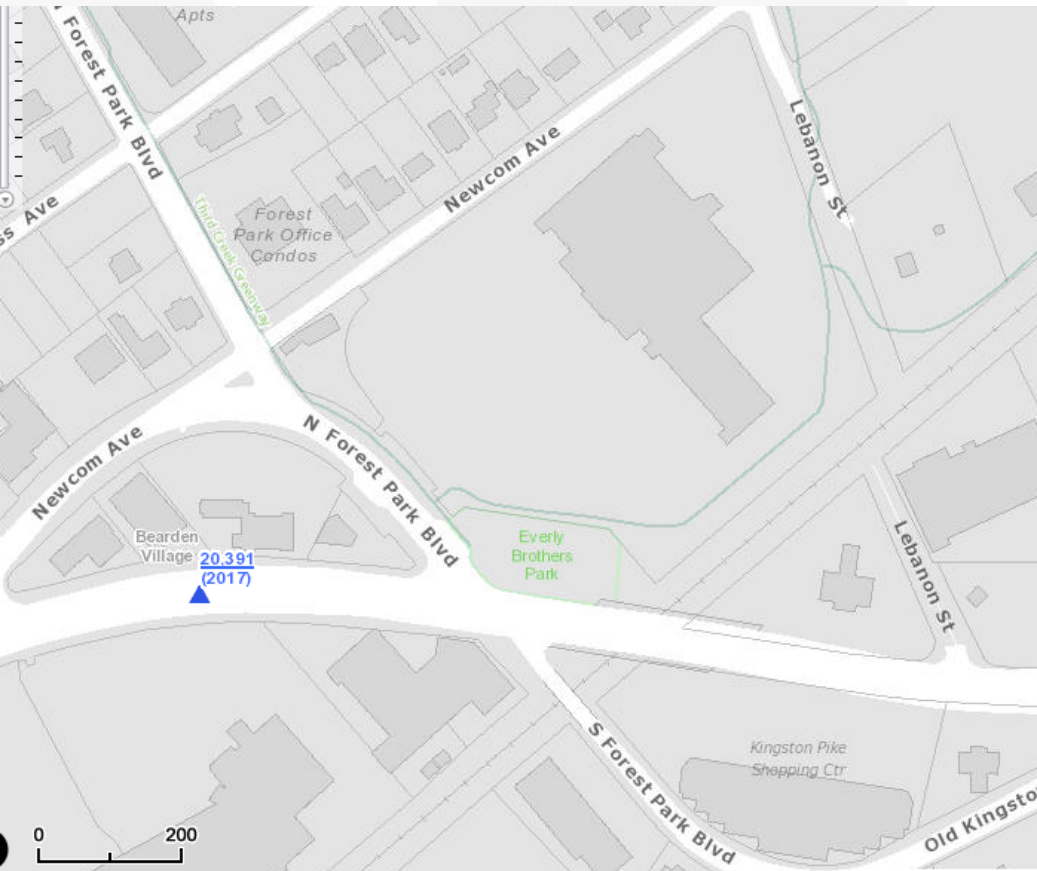 Apts
N Forest Park Blvd
Lebanon St
Newcom Ave
ss Ave
Third Creek Greenway
Forest
Park Office
Condos
Newcom Ave
N Forest Park Blvd
Bearden
Village
20.391
(2017)
Everly
Brothers
Park
Lebanon St
S Forest Park Blvd
Kingston Pike
Shopping Ctr
Old Kingsto
0 200